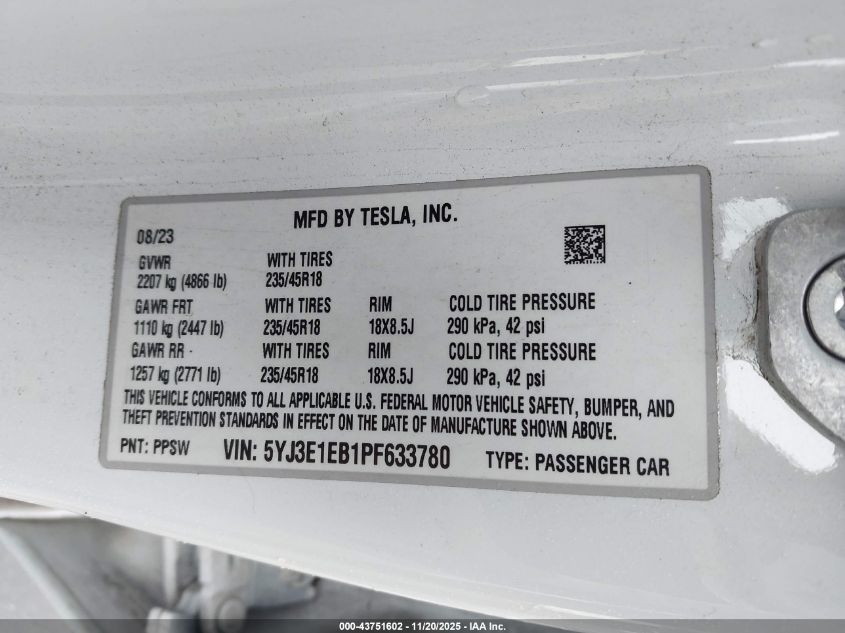 MFD BY TESLA, INC.
08/23
GVWR WITH TIRES
2207 kg (4866 lb) 235/45R18
GAWR FRT WITH TIRES RIM COLD TIRE PRESSURE
1110 kg (2447 lb) 235/45R18 18X8.5J 290 kPa, 42 psi
GAWR RR - WITH TIRES RIM COLD TIRE PRESSURE
1257 kg (2771 lb) 235/45R18 18X8.5J 290 kPa, 42 psi
THIS VEHICLE CONFORMS TO ALL APPLICABLE U.S. FEDERAL MOTOR VEHICLE SAFETY, BUMPER, AND
THEFT PREVENTION STANDARDS IN EFFECT ON THE DATE OF MANUFACTURE SHOWN ABOVE.
PNT: PPSW VIN: 5YJ3E1EB1PF633780 TYPE: PASSENGER CAR
000-43751602 - 11/20/2025 - IAA Inc.